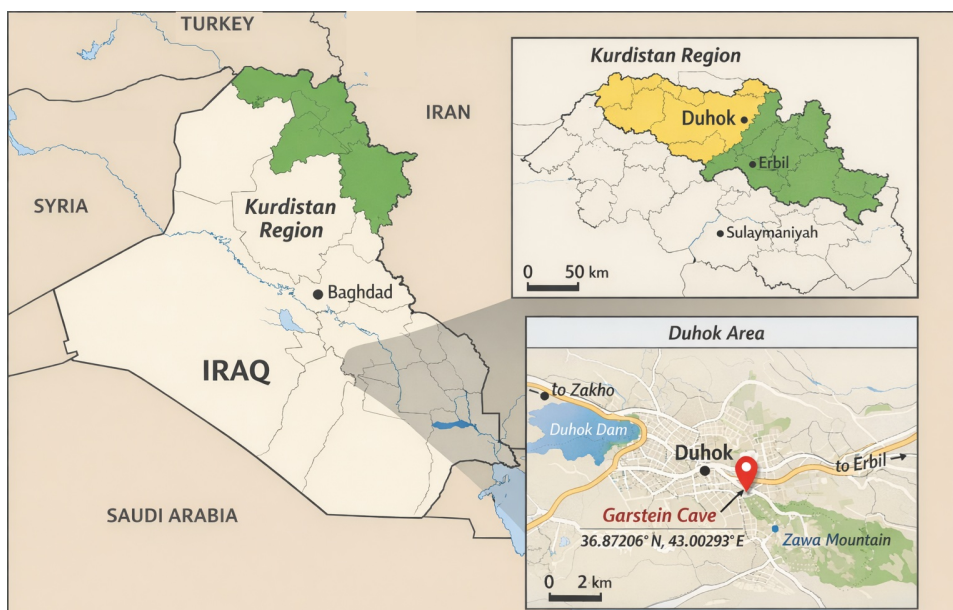 TURKEY
IRAN
SYRIA
Kurdistan
Region
Baghdad
IRAQ
SAUDI ARABIA
Kurdistan Region
Duhok
Erbil
Sulaymaniyah
0 50 km
Duhok Area
to Zakho
Duhok Dam
Duhok
to Erbil
Garstein Cave
36.87206° N, 43.00293° E
Zawa Mountain
0 2 km